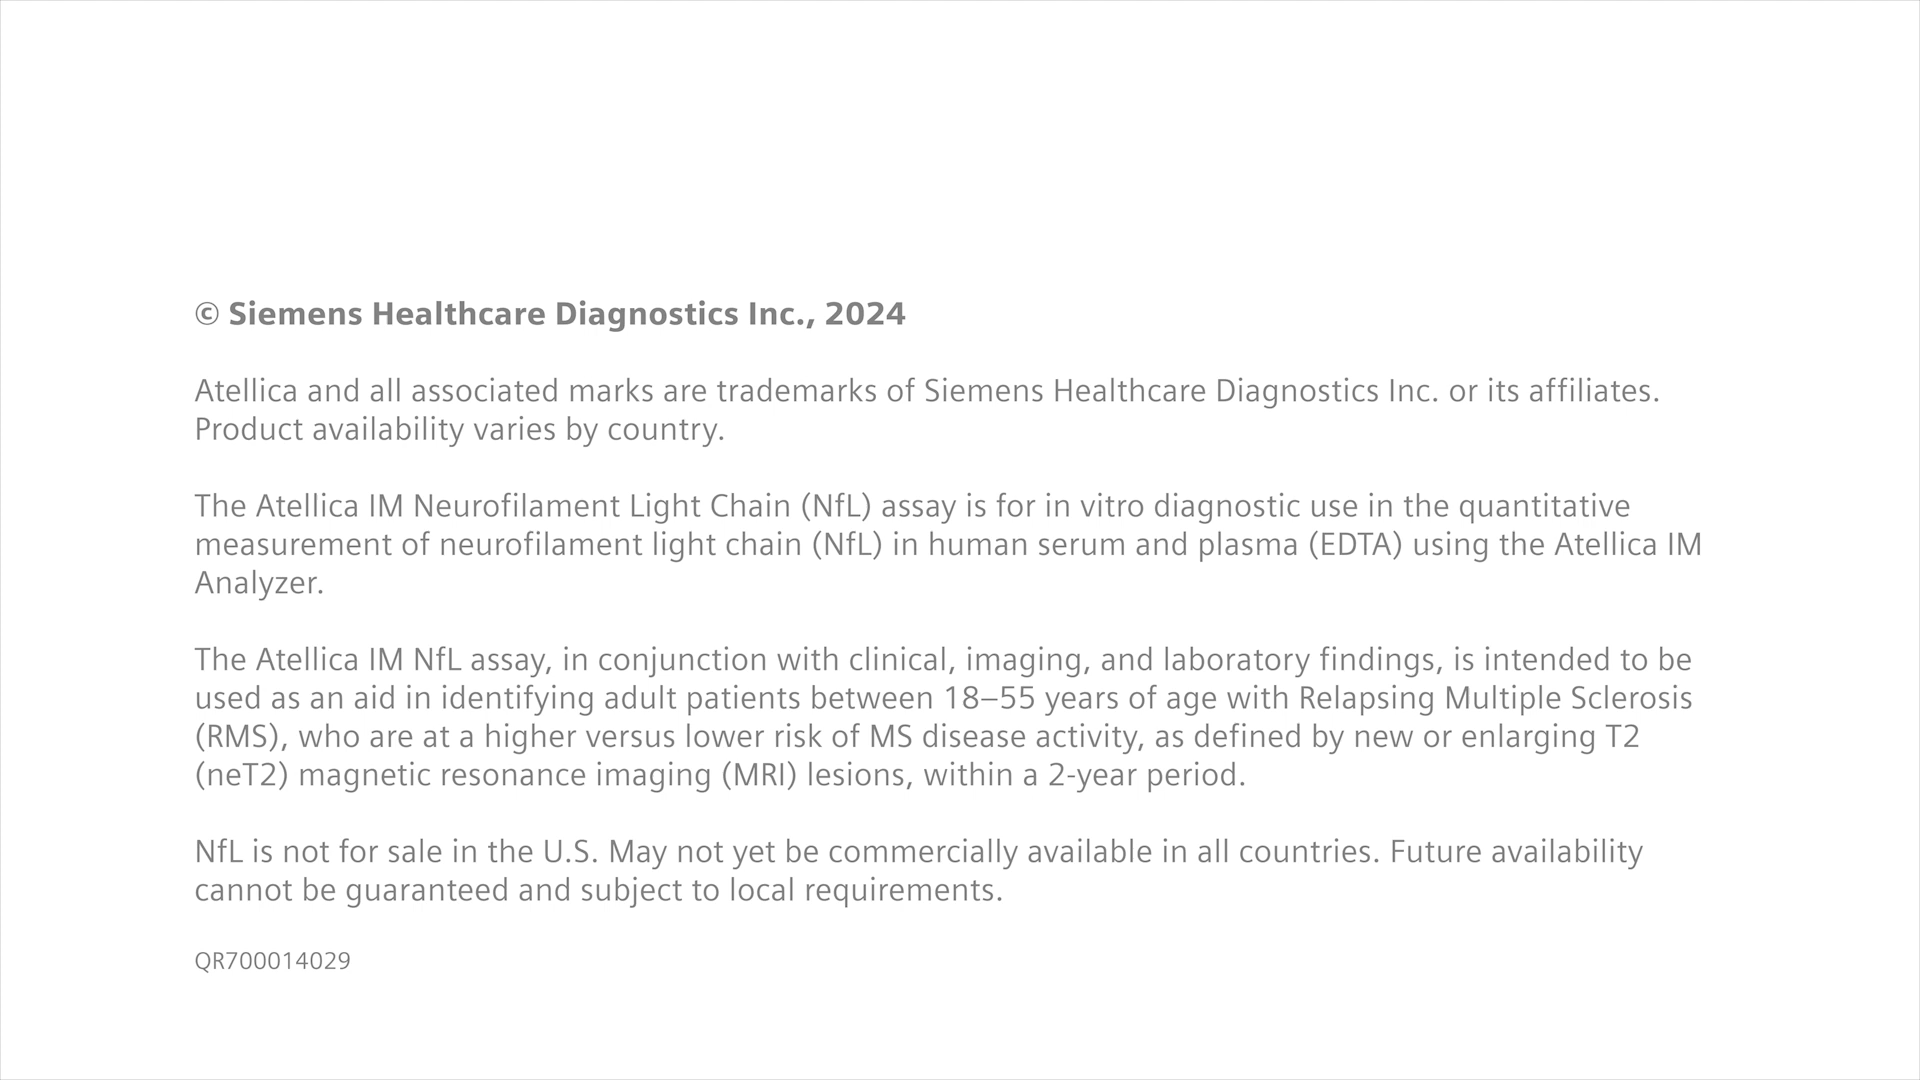 © Siemens Healthcare Diagnostics Inc., 2024
Atellica and all associated marks are trademarks of Siemens Healthcare Diagnostics Inc. or its affiliates.
Product availability varies by country.
The Atellica IM Neurofilament Light Chain (NfL) assay is for in vitro diagnostic use in the quantitative
measurement of neurofilament light chain (NfL) in human serum and plasma (EDTA) using the Atellica IM
Analyzer.
The Atellica IM NfL assay, in conjunction with clinical, imaging, and laboratory findings, is intended to be
used as an aid in identifying adult patients between 18–55 years of age with Relapsing Multiple Sclerosis
(RMS), who are at a higher versus lower risk of MS disease activity, as defined by new or enlarging T2
(neT2) magnetic resonance imaging (MRI) lesions, within a 2-year period.
NfL is not for sale in the U.S. May not yet be commercially available in all countries. Future availability
cannot be guaranteed and subject to local requirements.
QR700014029